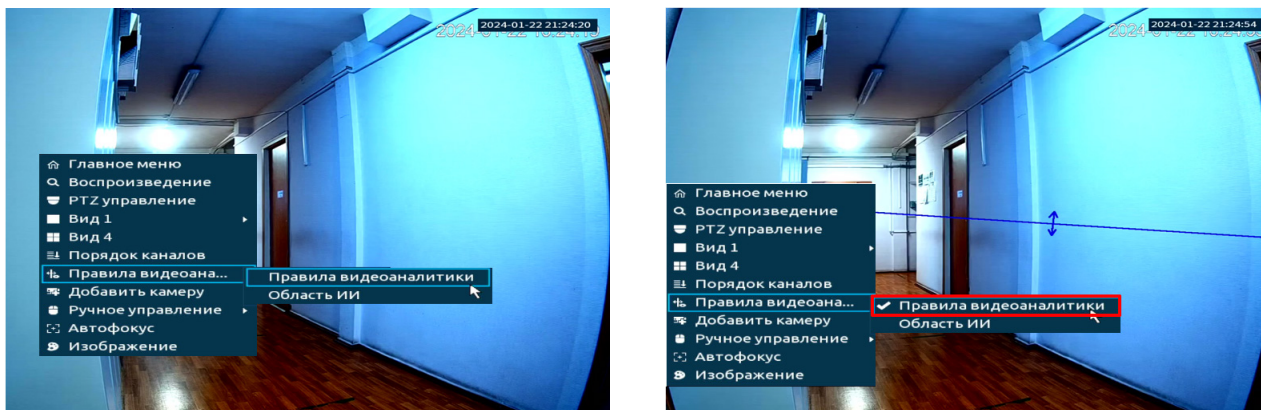 2024-01-22 21:24:20
Главное меню
Воспроизведение
PTZ управление
Вид 1
Вид 4
Порядок каналов
Правила видеоана...
Правила видеоаналитики
Добавить камеру
Область ИИ
Ручное управление
Автофокус
Изображение
2024-01-22 21:24:54
Главное меню
Воспроизведение
PTZ управление
Вид 1
Вид 4
Порядок каналов
Правила видеоана...
Правила видеоаналитики
Добавить камеру
Область ИИ
Ручное управление
Автофокус
Изображение